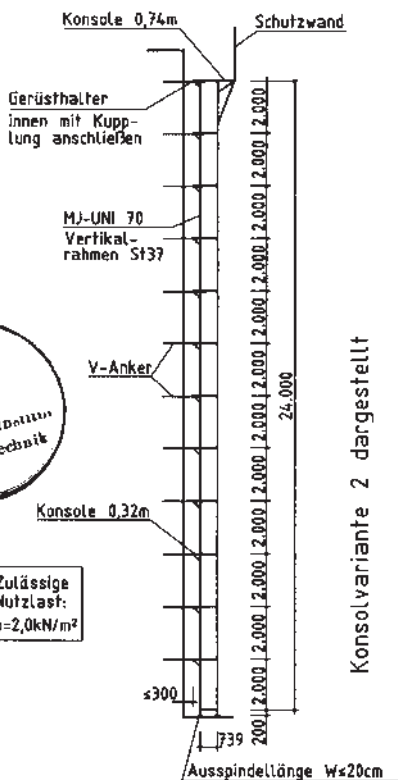 Konsole 0,74m
Schutzwand
Gerüsthalter
innen mit Kupp-
lung anschließen
MJ-UNI 70
Vertikal-
rahmen St37
V-Anker
Konsole 0,32m
Zulässige
Nutzlast:
=2,0kN/m²
≤300
739
200
2.000
2.000
2.000
2.000
2.000
2.000
2.000
2.000
2.000
2.000
2.000
2.000
24.000
Konsolvariante 2 dargestellt
Ausspindellänge W≤20cm